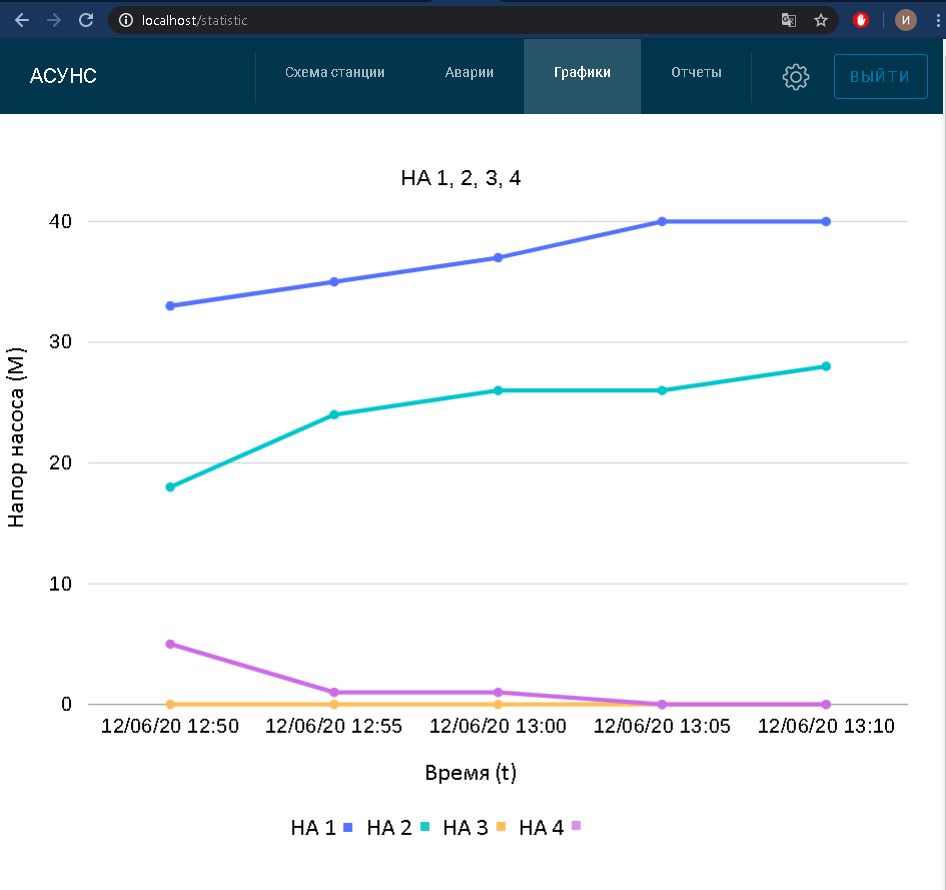 localhost/statistic
И
АСУНС
Схема станции
Аварии
Графики
Отчеты
ВЫЙТИ
НА 1, 2, 3, 4
Напор насоса (М)
40
30
20
10
0
12/06/20 12:50 12/06/20 12:55 12/06/20 13:00 12/06/20 13:05 12/06/20 13:10
Время (t)
НА 1 НА 2 НА 3 НА 4